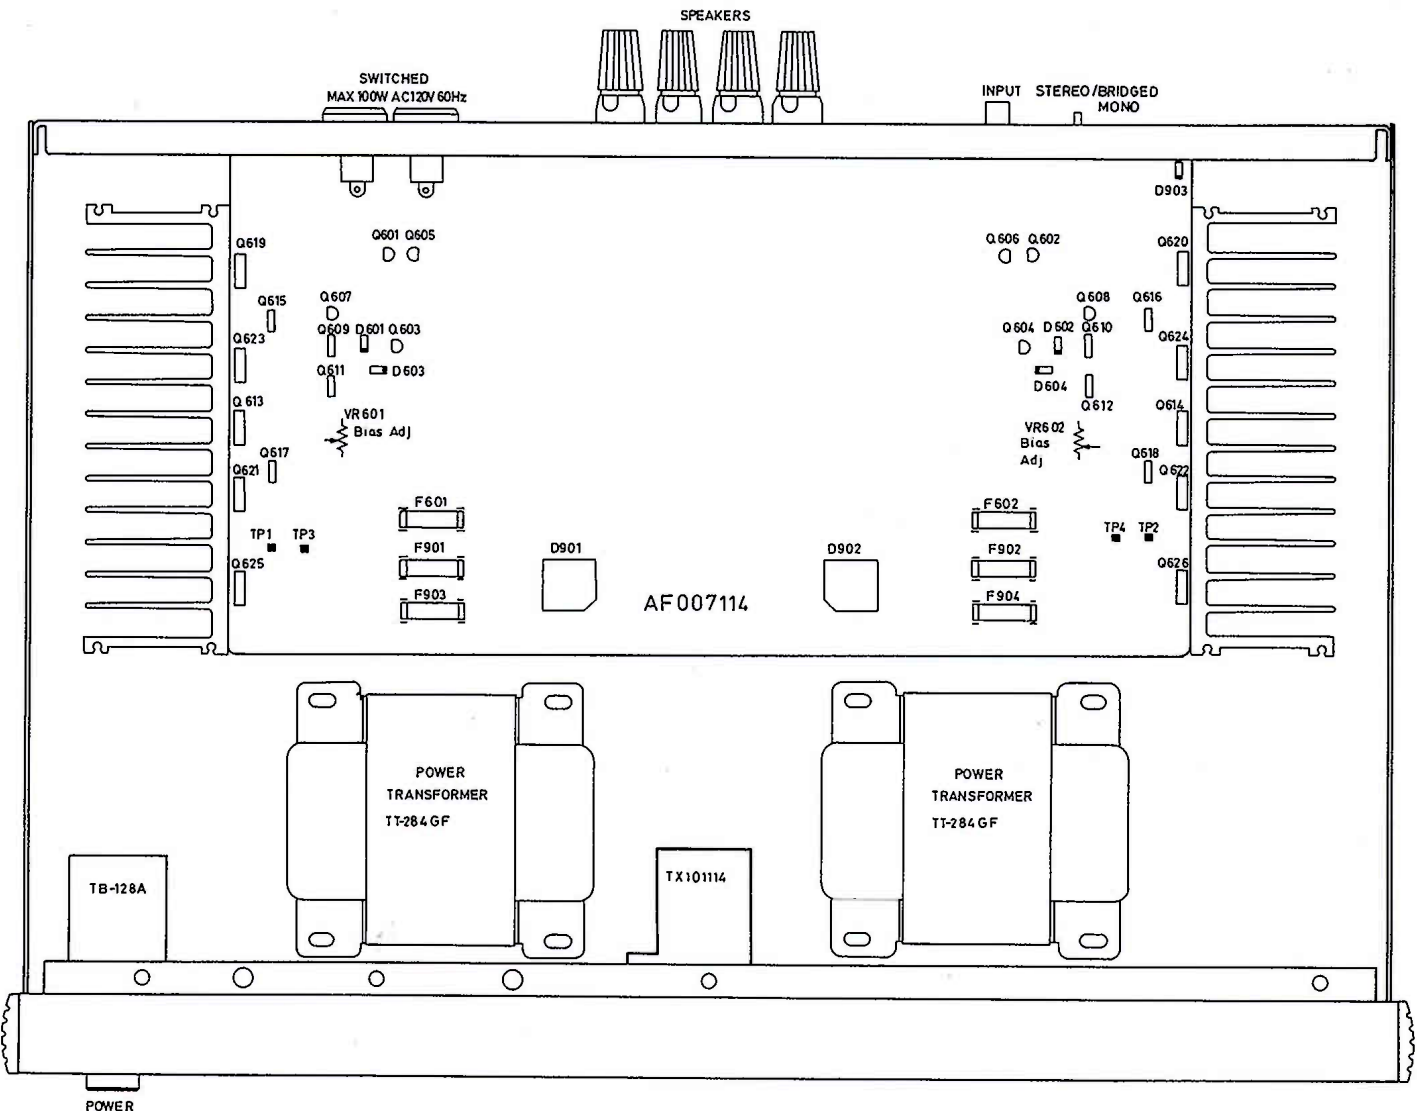 SPEAKERS
SWITCHED
MAX 100W AC120V 60Hz
INPUT
STEREO/BRIDGED
MONO
D903
Q601
Q605
Q606
Q602
Q619
Q620
Q615
Q607
Q608
Q616
Q623
Q609
D601
Q603
Q604
D602
Q610
Q624
Q611
D603
D604
Q612
Q613
Q614
VR601
Bias Adj
VR602
Bias
Adj
Q617
Q618
Q621
Q622
F601
F602
TP1
TP3
TP4
TP2
Q625
F901
D901
D902
F902
Q626
F903
AF007114
F904
POWER
TRANSFORMER
TT-284GF
POWER
TRANSFORMER
TT-284GF
TB-128A
TX101114
POWER